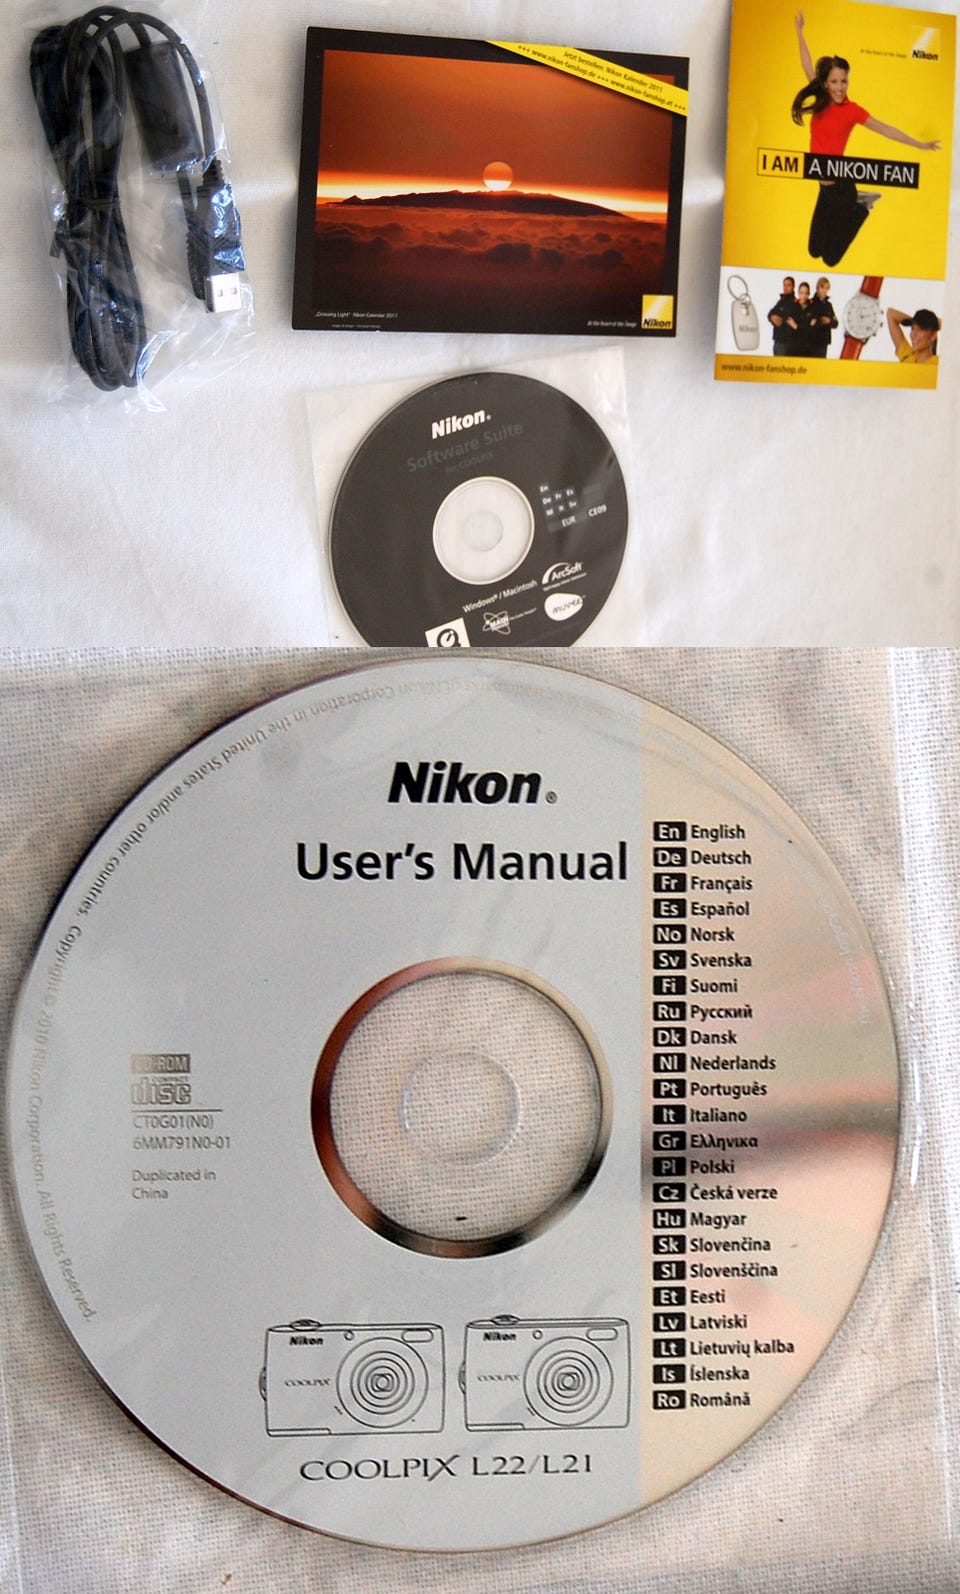 Jetzt bestellen: Nikon Kalender 2011
+++ www.nikon-fanshop.de +++ www.nikon-fanshop.at +++
„Crossing Light" Nikon Calendar 2011
At the heart of the image
Nikon
At the heart of the image
Nikon
I AM A NIKON FAN
Nikon
www.nikon-fanshop.de
Nikon®
Software Suite
for COOLPIX
En
De Fr Es
Nl It Sv
EUR CE09
Windows® / Macintosh
ArcSoft
muvee
Nikon®
User's Manual
En English
De Deutsch
Fr Français
Es Español
No Norsk
Sv Svenska
Fi Suomi
Ru Русский
Dk Dansk
Nl Nederlands
Pt Português
It Italiano
Gr Ελληνικα
Pl Polski
Cz Česká verze
Hu Magyar
Sk Slovenčina
Sl Slovenščina
Et Eesti
Lv Latviski
Lt Lietuvių kalba
Is Íslenska
Ro Română
CD-ROM
COMPACT
disc
CT0G01(N0)
6MM791N0-01
Duplicated in
China
Nikon
COOLPIX
Nikon
COOLPIX
COOLPIX L22/L21
trademarks of Nikon Corporation in the United States and/or other countries. Copyright© 2010 Nikon Corporation. All Rights Reserved.